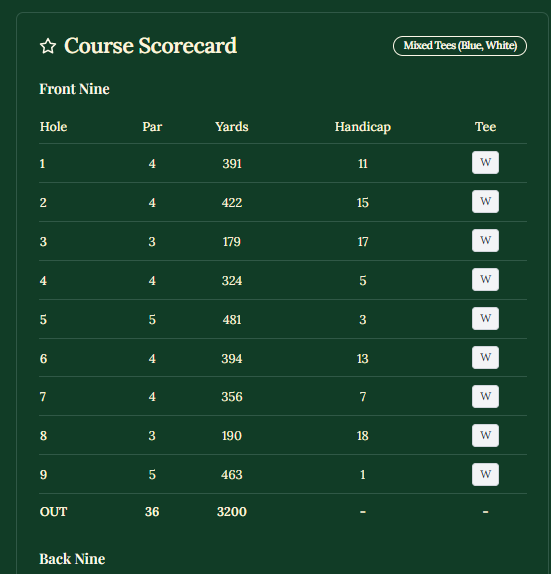 Course Scorecard
Mixed Tees (Blue, White)
Front Nine
Hole Par Yards Handicap Tee
1 4 391 11 W
2 4 422 15 W
3 3 179 17 W
4 4 324 5 W
5 5 481 3 W
6 4 394 13 W
7 4 356 7 W
8 3 190 18 W
9 5 463 1 W
OUT 36 3200 - -
Back Nine